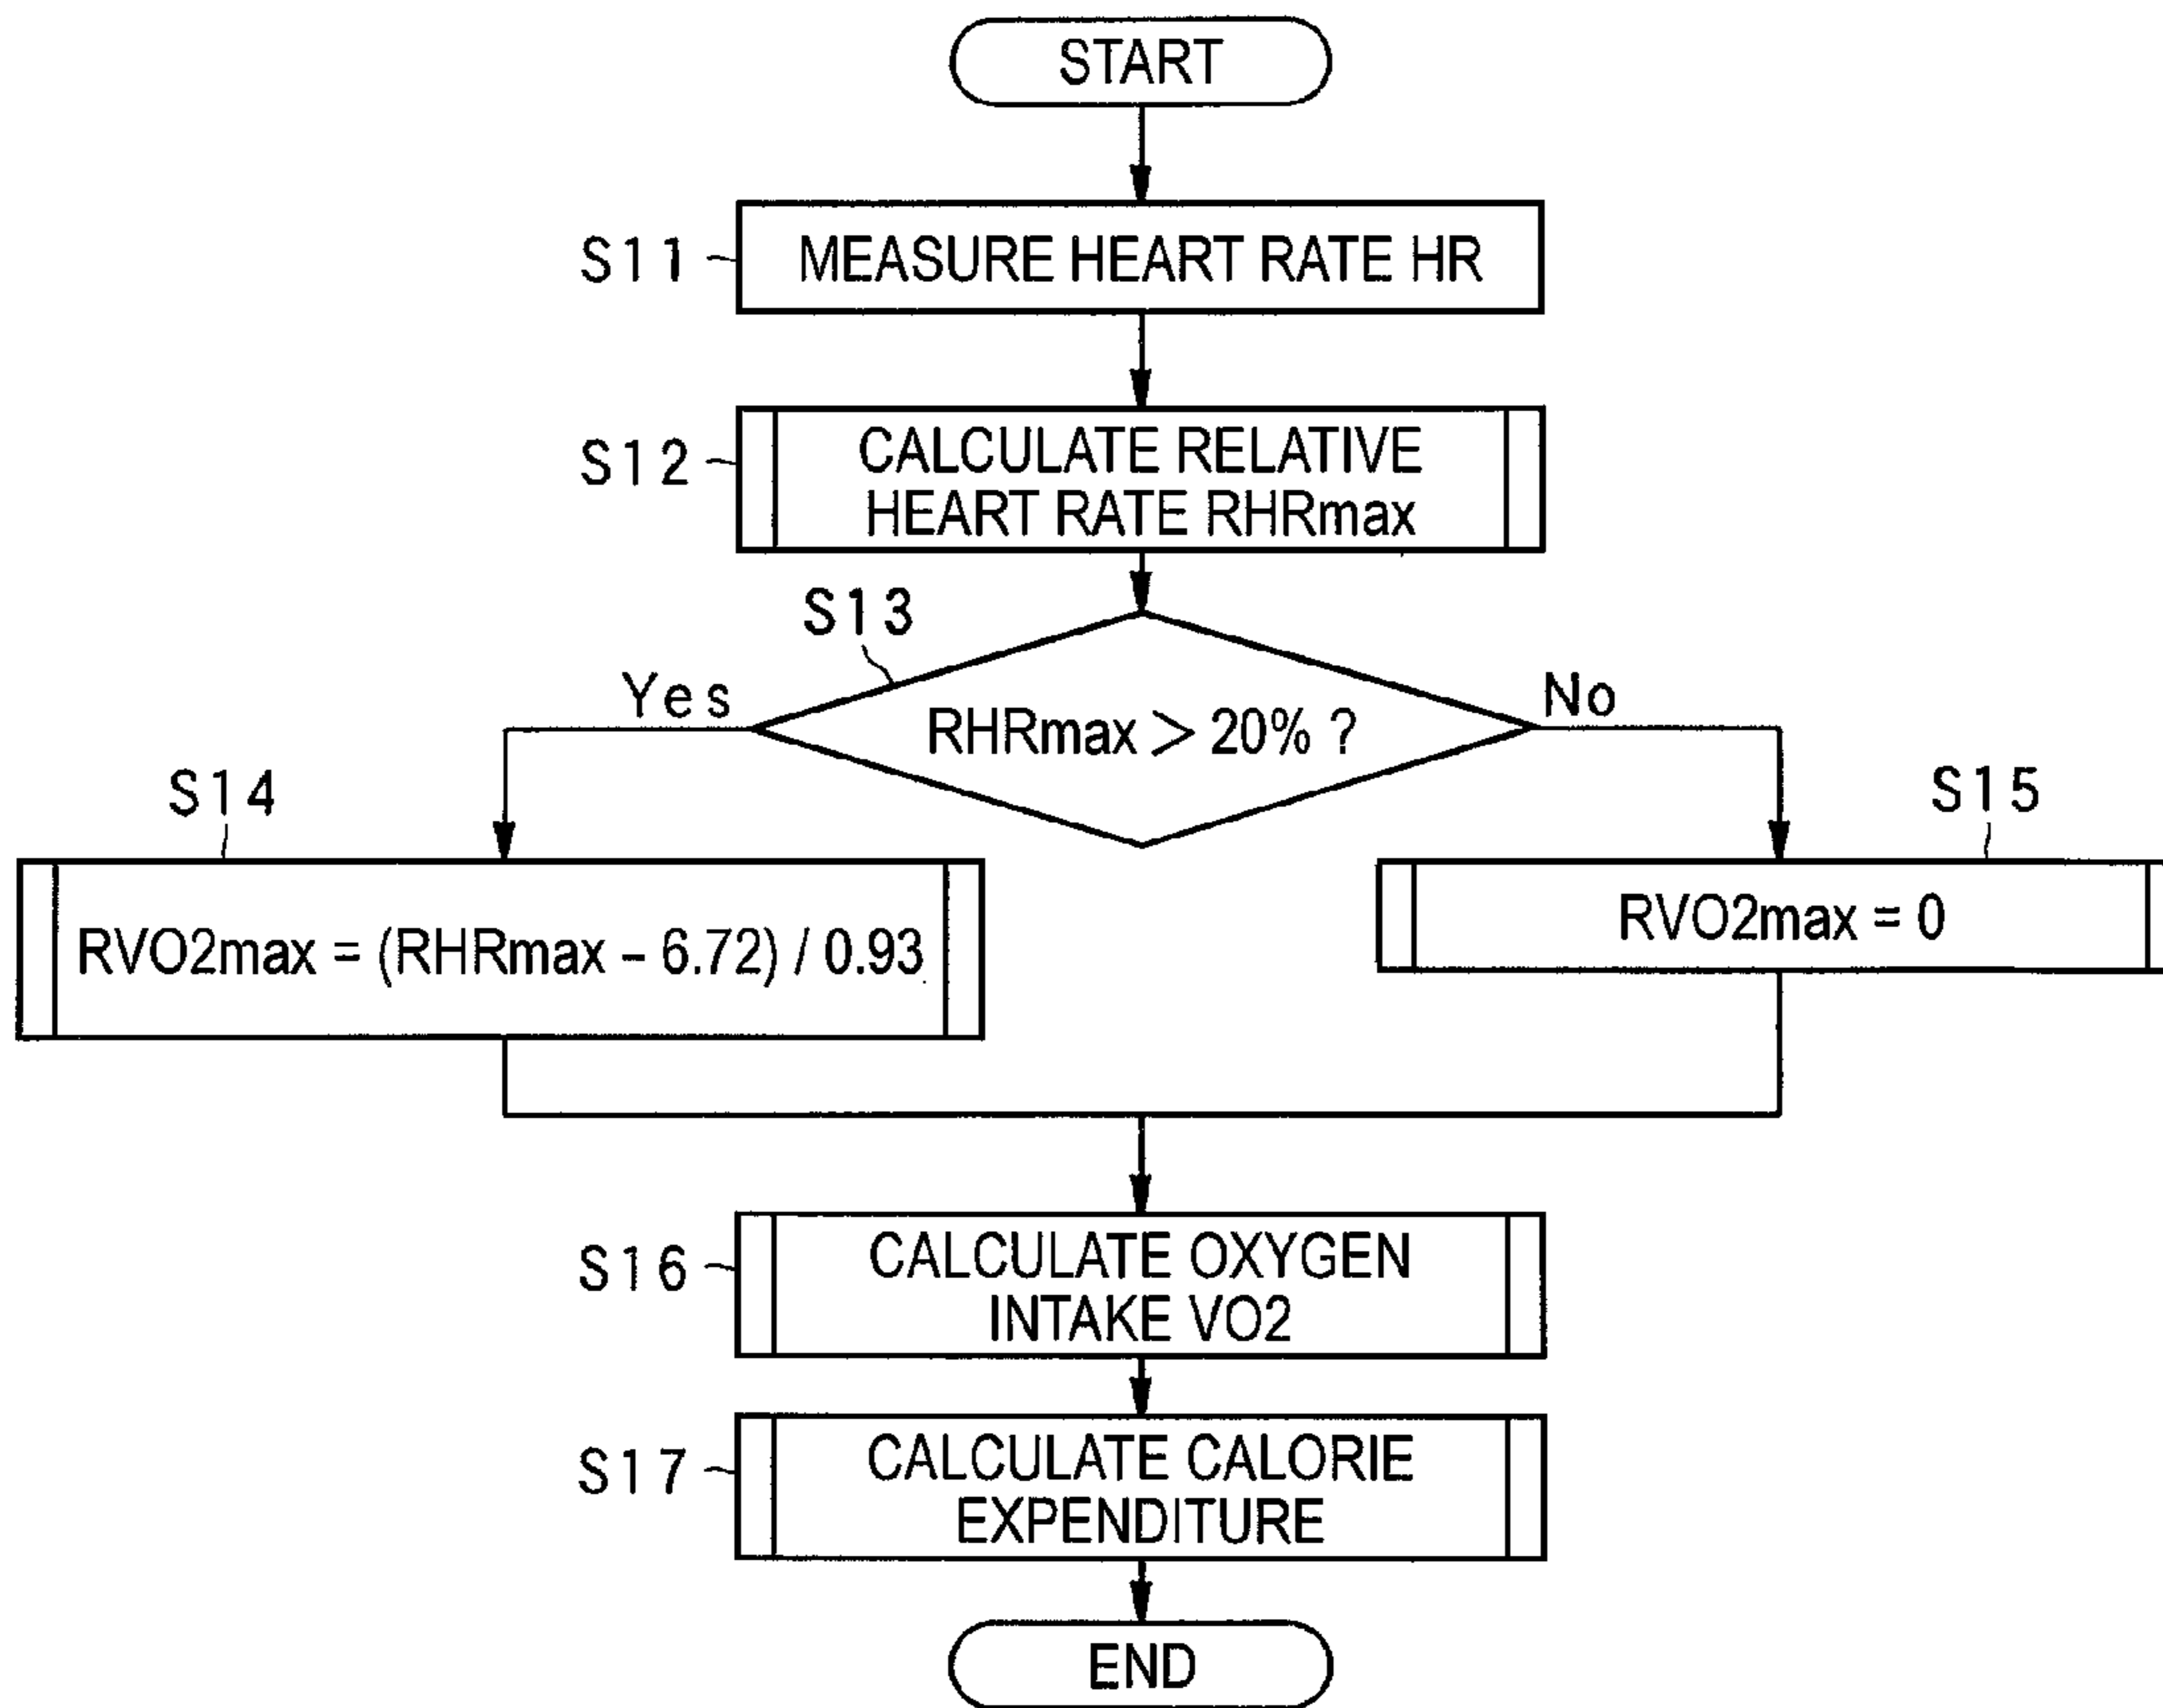 START
S11
MEASURE HEART RATE HR
S12
CALCULATE RELATIVE
HEART RATE RHRmax
S13
Yes
No
RHRmax > 20% ?
S14
S15
RVO2max = (RHRmax – 6.72) / 0.93
RVO2max = 0
S16
CALCULATE OXYGEN
INTAKE VO2
S17
CALCULATE CALORIE
EXPENDITURE
END